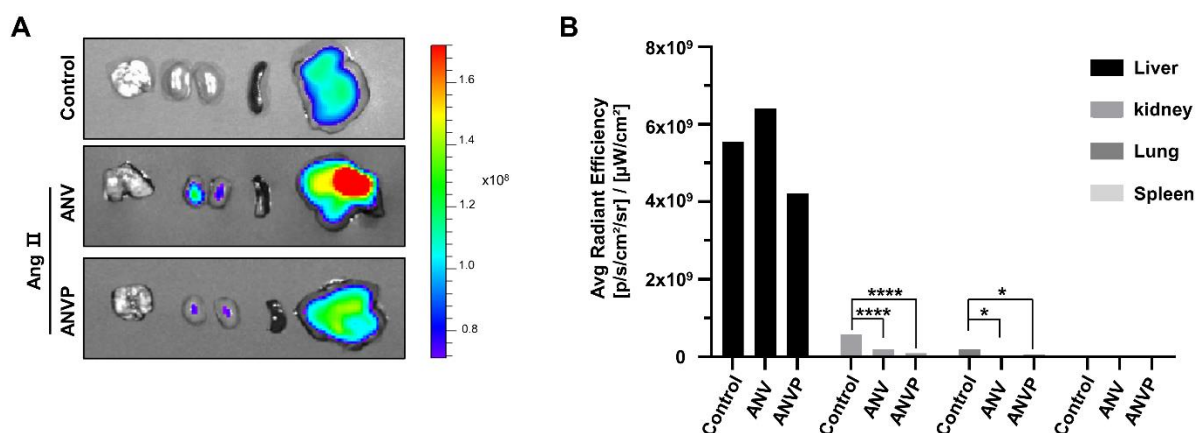 A
Control
Ang II
ANV
ANVP
1.6
1.4
x10⁸
1.2
1.0
0.8
B
Avg Radiant Efficiency
[p/s/cm²/sr] / [μW/cm²]
8x10⁹
6x10⁹
4x10⁹
2x10⁹
0
****
****
*
*
Control
ANV
ANVP
Control
ANV
ANVP
Control
ANV
ANVP
Control
ANV
ANVP
Liver
kidney
Lung
Spleen